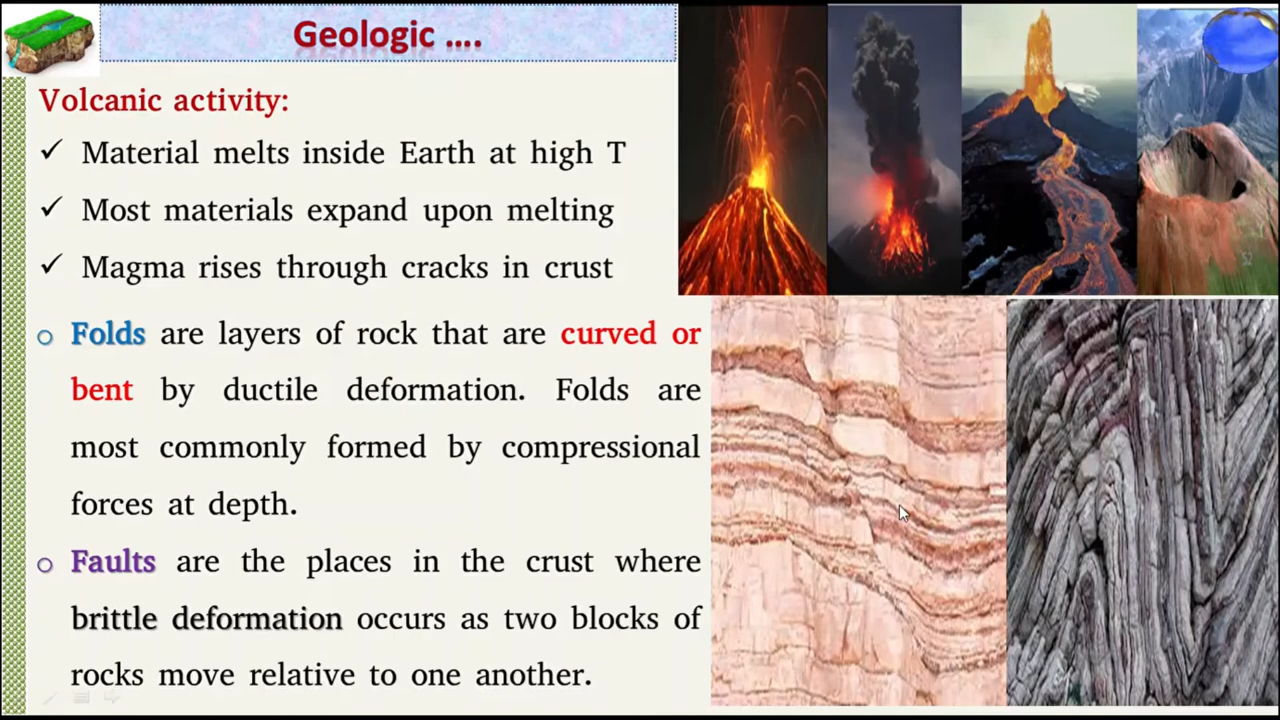 Geologic ....
Volcanic activity:
✓ Material melts inside Earth at high T
✓ Most materials expand upon melting
✓ Magma rises through cracks in crust
o Folds are layers of rock that are curved or
bent by ductile deformation. Folds are
most commonly formed by compressional
forces at depth.
o Faults are the places in the crust where
brittle deformation occurs as two blocks of
rocks move relative to one another.
52